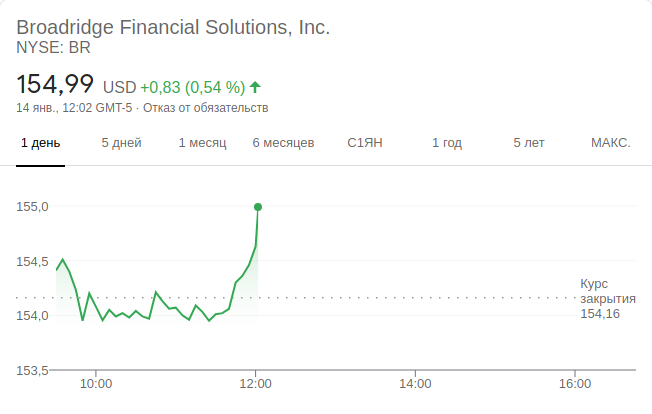 Broadridge Financial Solutions, Inc.
NYSE: BR
154,99 USD +0,83 (0,54 %)
14 янв., 12:02 GMT-5 · Отказ от обязательств
1 день 5 дней 1 месяц 6 месяцев С1ЯН 1 год 5 лет МАКС.
155,0
154,5
Курс
закрытия
154,16
154,0
153,5
10:00 12:00 14:00 16:00